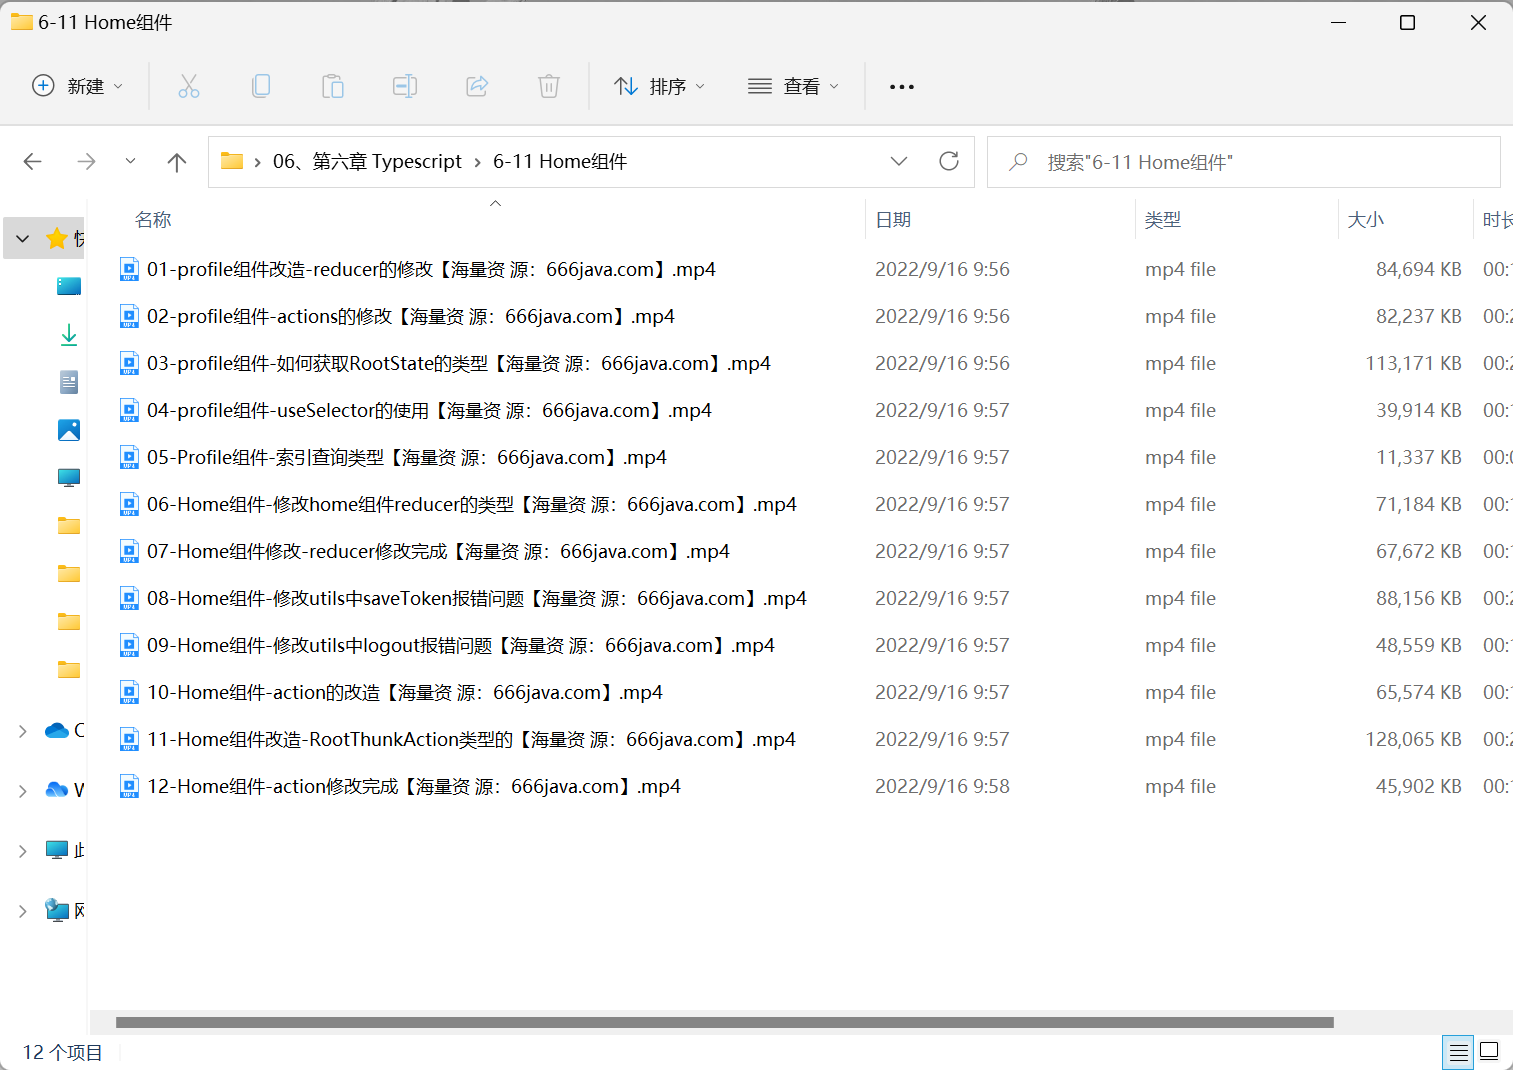 6-11 Home组件
新建
排序
查看
06、第六章 Typescript
6-11 Home组件
搜索"6-11 Home组件"
名称 日期 类型 大小 时长
01-profile组件改造-reducer的修改【海量资 源：666java.com】.mp4 2022/9/16 9:56 mp4 file 84,694 KB 00:
02-profile组件-actions的修改【海量资 源：666java.com】.mp4 2022/9/16 9:56 mp4 file 82,237 KB 00:
03-profile组件-如何获取RootState的类型【海量资 源：666java.com】.mp4 2022/9/16 9:56 mp4 file 113,171 KB 00:
04-profile组件-useSelector的使用【海量资 源：666java.com】.mp4 2022/9/16 9:57 mp4 file 39,914 KB 00:
05-Profile组件-索引查询类型【海量资 源：666java.com】.mp4 2022/9/16 9:57 mp4 file 11,337 KB 00:
06-Home组件-修改home组件reducer的类型【海量资 源：666java.com】.mp4 2022/9/16 9:57 mp4 file 71,184 KB 00:
07-Home组件修改-reducer修改完成【海量资 源：666java.com】.mp4 2022/9/16 9:57 mp4 file 67,672 KB 00:
08-Home组件-修改utils中saveToken报错问题【海量资 源：666java.com】.mp4 2022/9/16 9:57 mp4 file 88,156 KB 00:
09-Home组件-修改utils中logout报错问题【海量资 源：666java.com】.mp4 2022/9/16 9:57 mp4 file 48,559 KB 00:
10-Home组件-action的改造【海量资 源：666java.com】.mp4 2022/9/16 9:57 mp4 file 65,574 KB 00:
11-Home组件改造-RootThunkAction类型的【海量资 源：666java.com】.mp4 2022/9/16 9:57 mp4 file 128,065 KB 00:
12-Home组件-action修改完成【海量资 源：666java.com】.mp4 2022/9/16 9:58 mp4 file 45,902 KB 00:
12 个项目